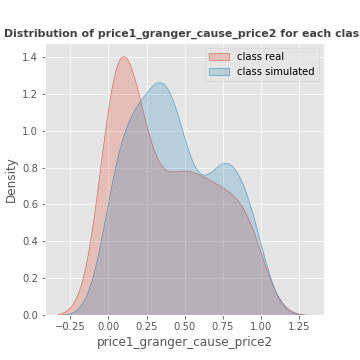 Distribution of price1_granger_cause_price2 for each clas
class real
class simulated
1.4
1.2
1.0
0.8
0.6
0.4
0.2
0.0
Density
−0.25 0.00 0.25 0.50 0.75 1.00 1.25
price1_granger_cause_price2